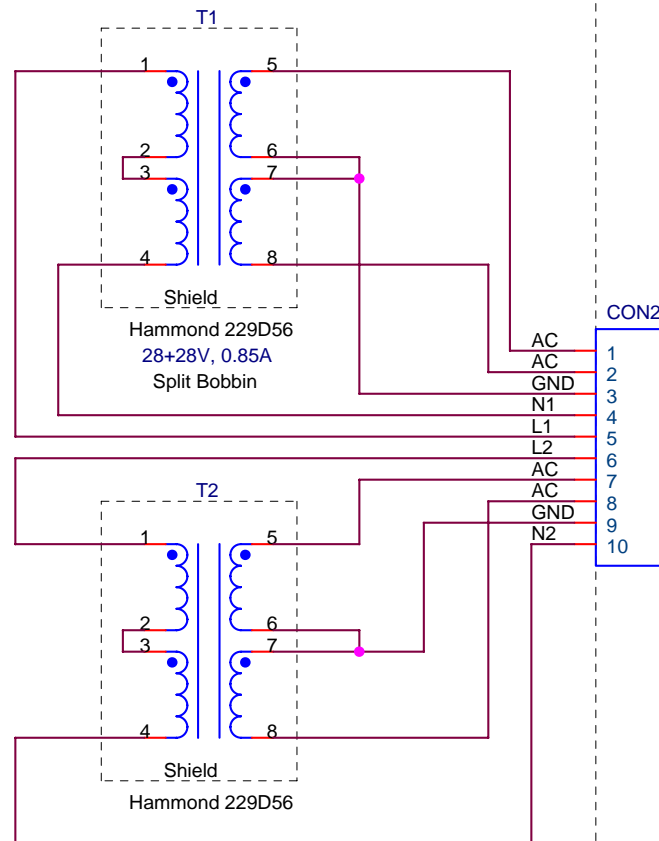 T1
1 5
2 6
3 7
4 8
Shield
Hammond 229D56
28+28V, 0.85A
Split Bobbin
CON2
AC 1
AC 2
GND 3
N1 4
L1 5
L2 6
AC 7
AC 8
GND 9
N2 10
T2
1 5
2 6
3 7
4 8
Shield
Hammond 229D56